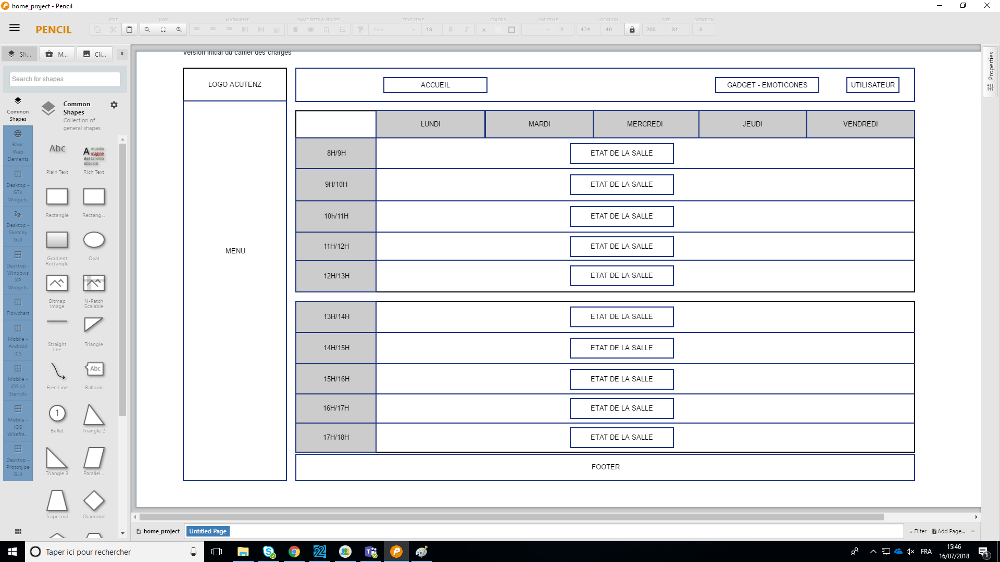 home_project - Pencil
PENCIL
EDIT
100%
ALIGNMENT
SAME SIZES & SPACES
TEXT STYLE
COLORS
LINE STYLE
LOCATION
SIZE
ROTATION
Arial
13
B
I
A
2
474
49
200
31
0
Sh...
M...
Cli...
Search for shapes
Common Shapes
Basic Web Elements
Desktop - GTK Widgets
Desktop - Sketchy GUI
Desktop - Windows XP Widgets
Flowchart
Mobile - Android ICS
Mobile - iOS UI Stencils
Mobile - iOS Wirefra...
Desktop - Prototype GUI
Common Shapes
Collection of general shapes
Abc
A mundu
magine
del tannito
abscidit
Plain Text
Rich Text
Rectangle
Rectang...
Gradient Rectangle
Oval
Bitmap Image
N-Patch Scalable
Straight line
Triangle
Free Line
Abc
Balloon
1
Bullet
Triangle 2
Triangle 3
Parallel...
Trapezoid
Diamond
Version initial du cahier des charges
LOGO ACUTENZ
MENU
ACCUEIL
GADGET - EMOTICONES
UTILISATEUR
LUNDI
MARDI
MERCREDI
JEUDI
VENDREDI
8H/9H
ETAT DE LA SALLE
9H/10H
ETAT DE LA SALLE
10h/11H
ETAT DE LA SALLE
11H/12H
ETAT DE LA SALLE
12H/13H
ETAT DE LA SALLE
13H/14H
ETAT DE LA SALLE
14H/15H
ETAT DE LA SALLE
15H/16H
ETAT DE LA SALLE
16H/17H
ETAT DE LA SALLE
17H/18H
ETAT DE LA SALLE
FOOTER
Properties
home_project
Untitled Page
Filter
Add Page...
Taper ici pour rechercher
22
FRA
15:46
16/07/2018
1